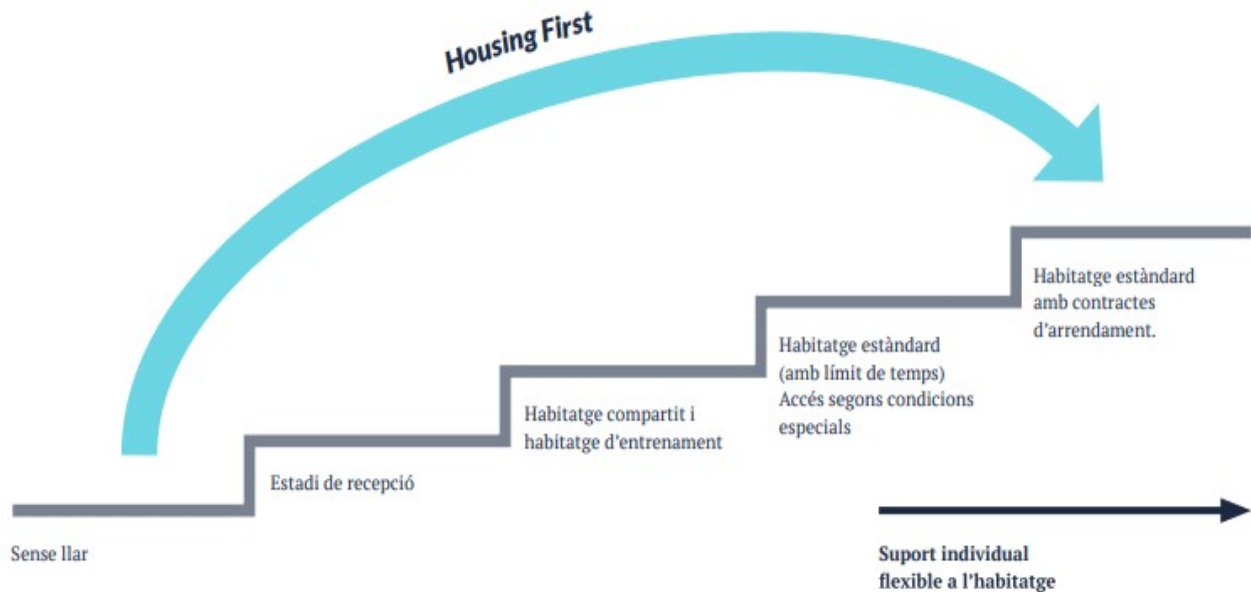 Housing First
Habitatge estàndard
amb contractes
d'arrendament.
Habitatge estàndard
(amb límit de temps)
Accés segons condicions
especials
Habitatge compartit i
habitatge d'entrenament
Estadi de recepció
Sense llar
Suport individual
flexible a l'habitatge